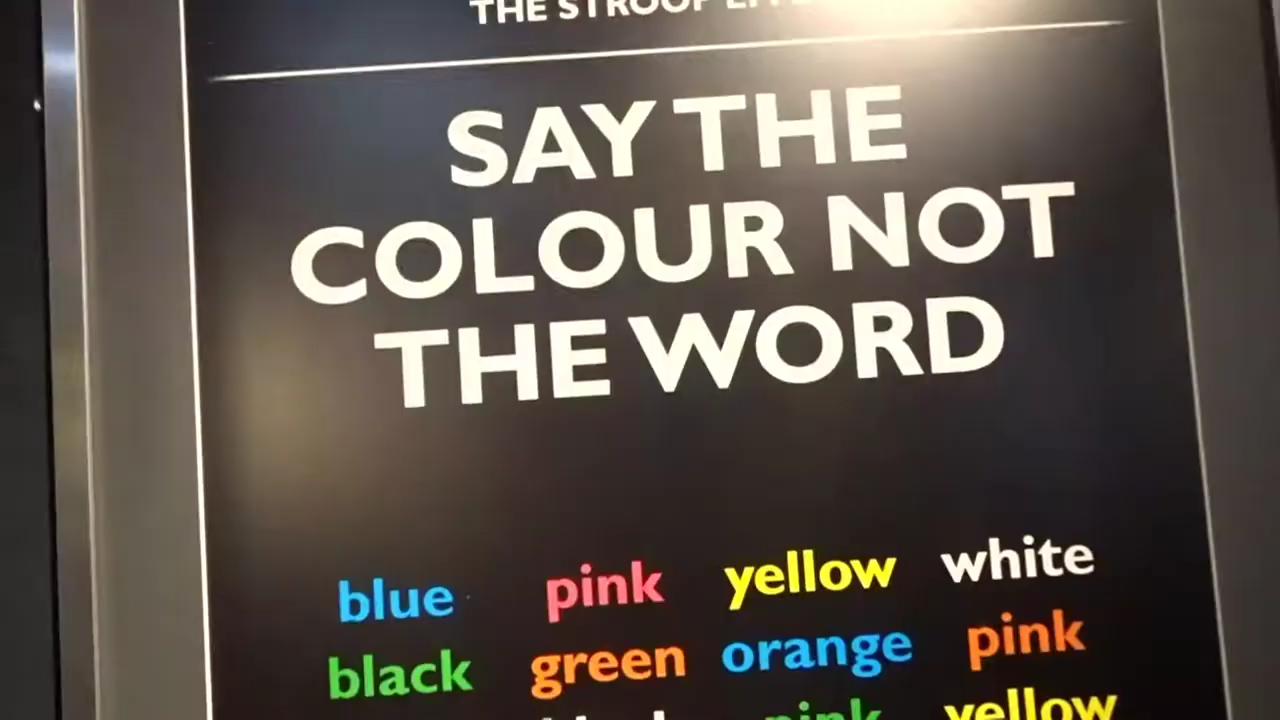 THE STROOP
SAY THE
COLOUR NOT
THE WORD
blue pink yellow white
black green orange pink
pink yellow